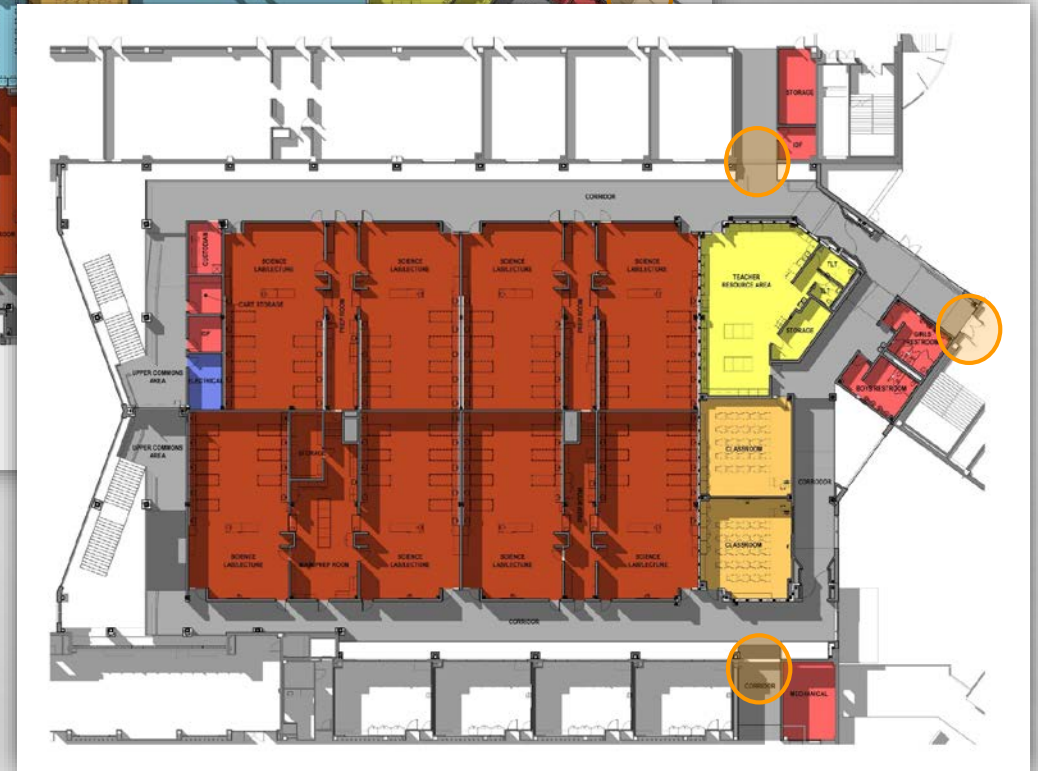 STORAGE
IDF
CORRIDOR
CUSTODIAN
SCIENCE
LAB/LECTURE
SCIENCE
LAB/LECTURE
SCIENCE
LAB/LECTURE
SCIENCE
LAB/LECTURE
CART STORAGE
PREP ROOM
PREP ROOM
TEACHER
RESOURCE AREA
TLT
TLT
STORAGE
GIRLS
RESTROOM
BOYS RESTROOM
UPPER COMMONS
AREA
ELECTRICAL
UPPER COMMONS
AREA
STORAGE
CLASSROOM
CORRIDOR
PREP ROOM
CLASSROOM
SCIENCE
LAB/LECTURE
MAIN PREP ROOM
SCIENCE
LAB/LECTURE
SCIENCE
LAB/LECTURE
SCIENCE
LAB/LECTURE
CORRIDOR
CORRIDOR
MECHANICAL